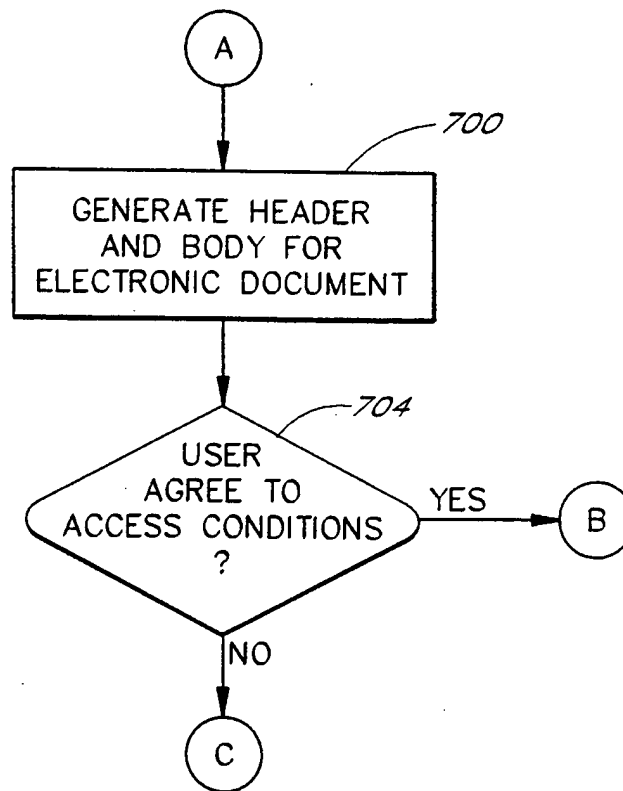 A
700
GENERATE HEADER
AND BODY FOR
ELECTRONIC DOCUMENT
704
USER
AGREE TO
ACCESS CONDITIONS
?
YES
B
NO
C